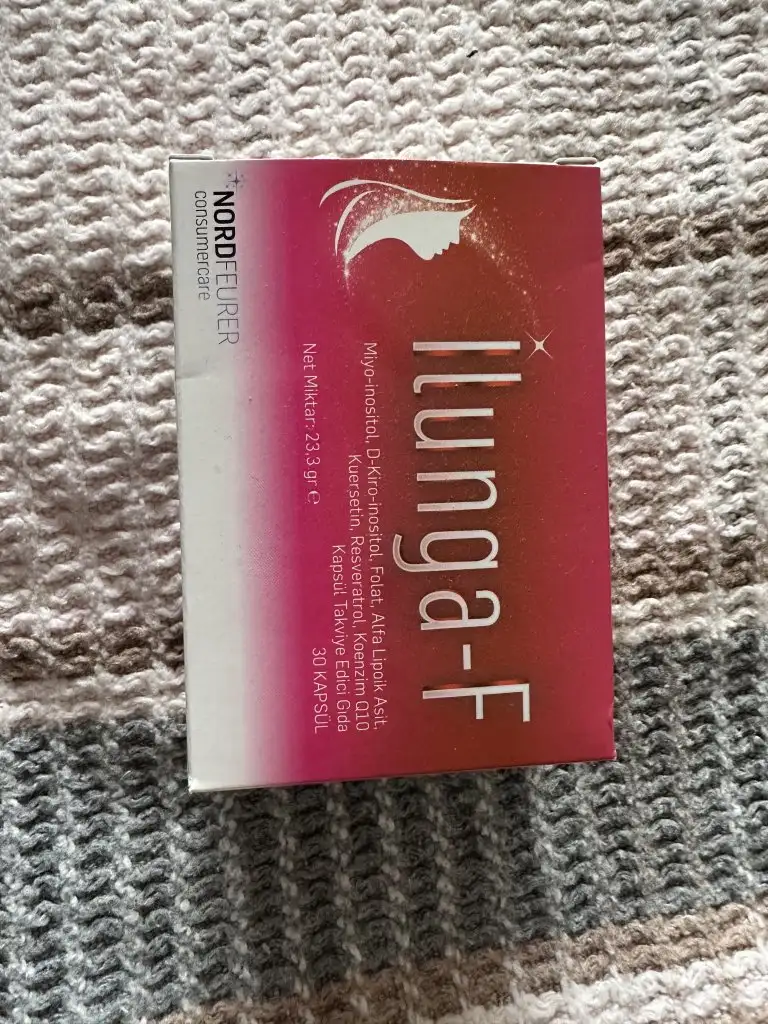 NORDFEURER
consumercare
ilunga-F
Miyo-inositol, D-Kiro-inositol, Folat, Alfa Lipoik Asit,
Kuersetin, Resveratrol, Koenzim Q10
Kapsül Takviye Edici Gıda
Net Miktar: 23,3 gr ℮
30 KAPSÜL